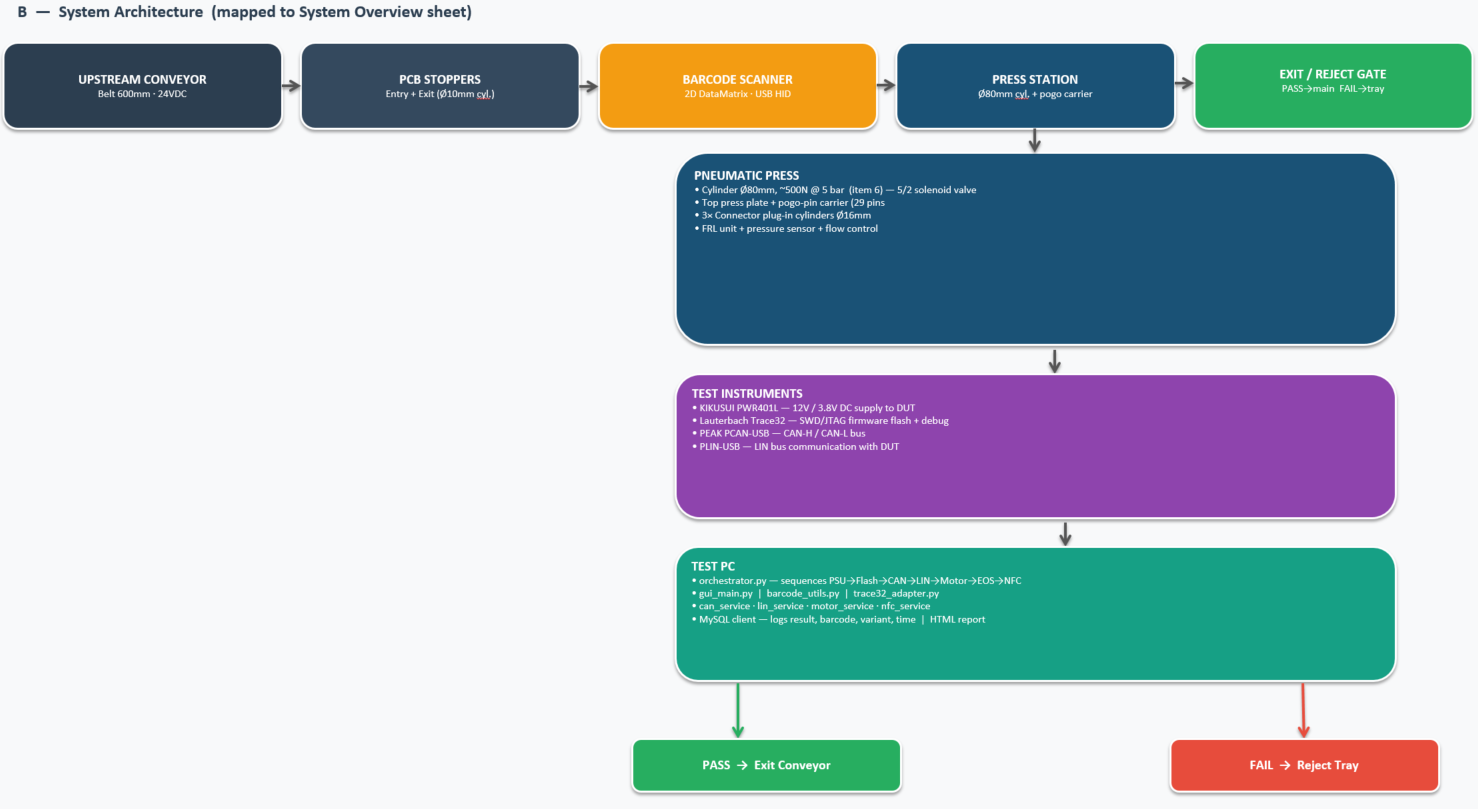 B — System Architecture (mapped to System Overview sheet)
UPSTREAM CONVEYOR
Belt 600mm · 24VDC
PCB STOPPERS
Entry + Exit (Ø10mm cyl.)
BARCODE SCANNER
2D DataMatrix · USB HID
PRESS STATION
Ø80mm cyl. + pogo carrier
EXIT / REJECT GATE
PASS→main FAIL→tray
PNEUMATIC PRESS
• Cylinder Ø80mm, ~500N @ 5 bar (item 6) — 5/2 solenoid valve
• Top press plate + pogo-pin carrier (29 pins
• 3× Connector plug-in cylinders Ø16mm
• FRL unit + pressure sensor + flow control
TEST INSTRUMENTS
• KIKUSUI PWR401L — 12V / 3.8V DC supply to DUT
• Lauterbach Trace32 — SWD/JTAG firmware flash + debug
• PEAK PCAN-USB — CAN-H / CAN-L bus
• PLIN-USB — LIN bus communication with DUT
TEST PC
• orchestrator.py — sequences PSU→Flash→CAN→LIN→Motor→EOS→NFC
• gui_main.py | barcode_utils.py | trace32_adapter.py
• can_service · lin_service · motor_service · nfc_service
• MySQL client — logs result, barcode, variant, time | HTML report
PASS → Exit Conveyor
FAIL → Reject Tray